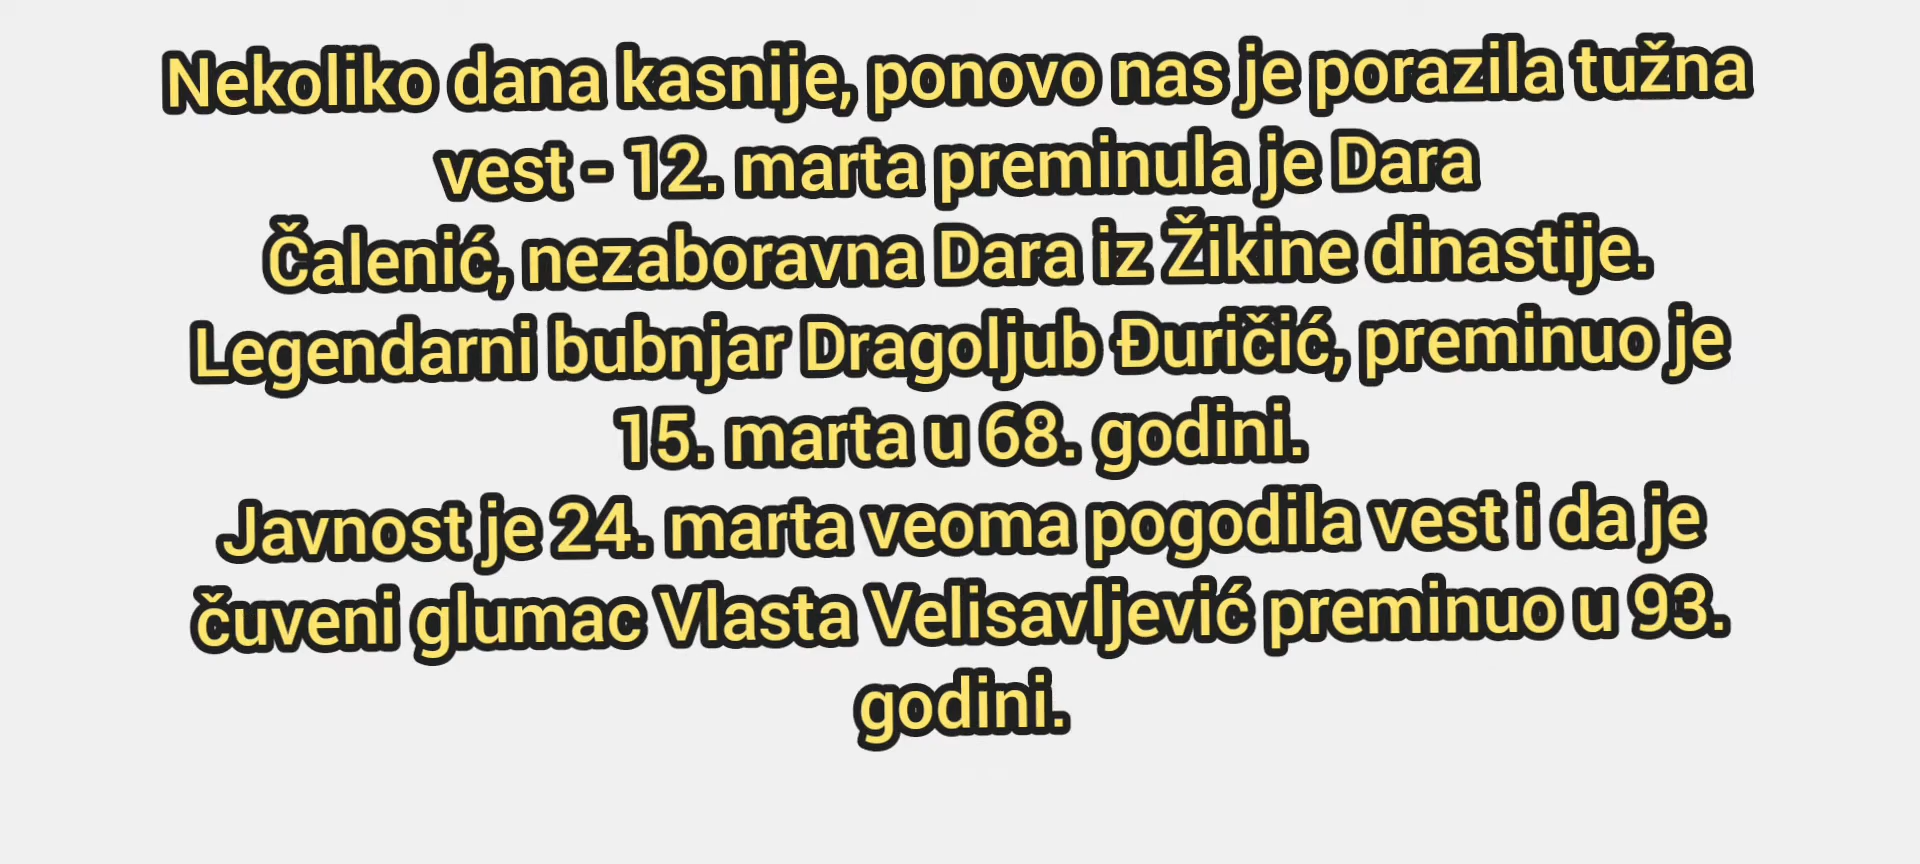 Nekoliko dana kasnije, ponovo nas je porazila tužna
vest - 12. marta preminula je Dara
Čalenić, nezaboravna Dara iz Žikine dinastije.
Legendarni bubnjar Dragoljub Đuričić, preminuo je
15. marta u 68. godini.
Javnost je 24. marta veoma pogodila vest i da je
čuveni glumac Vlasta Velisavljević preminuo u 93.
godini.